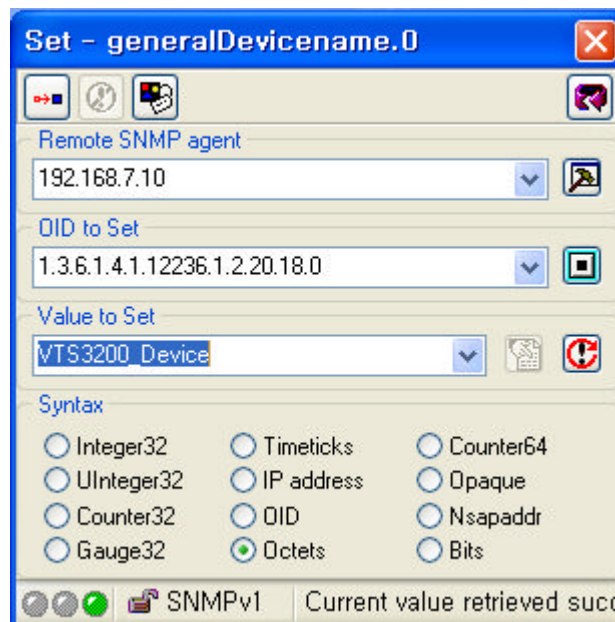 Set - generalDevicename.0
Remote SNMP agent
192.168.7.10
OID to Set
1.3.6.1.4.1.12236.1.2.20.18.0
Value to Set
VTS3200_Device
Syntax
Integer32 Timeticks Counter64
UInteger32 IP address Opaque
Counter32 OID Nsapaddr
Gauge32 Octets Bits
SNMPv1 Current value retrieved succ